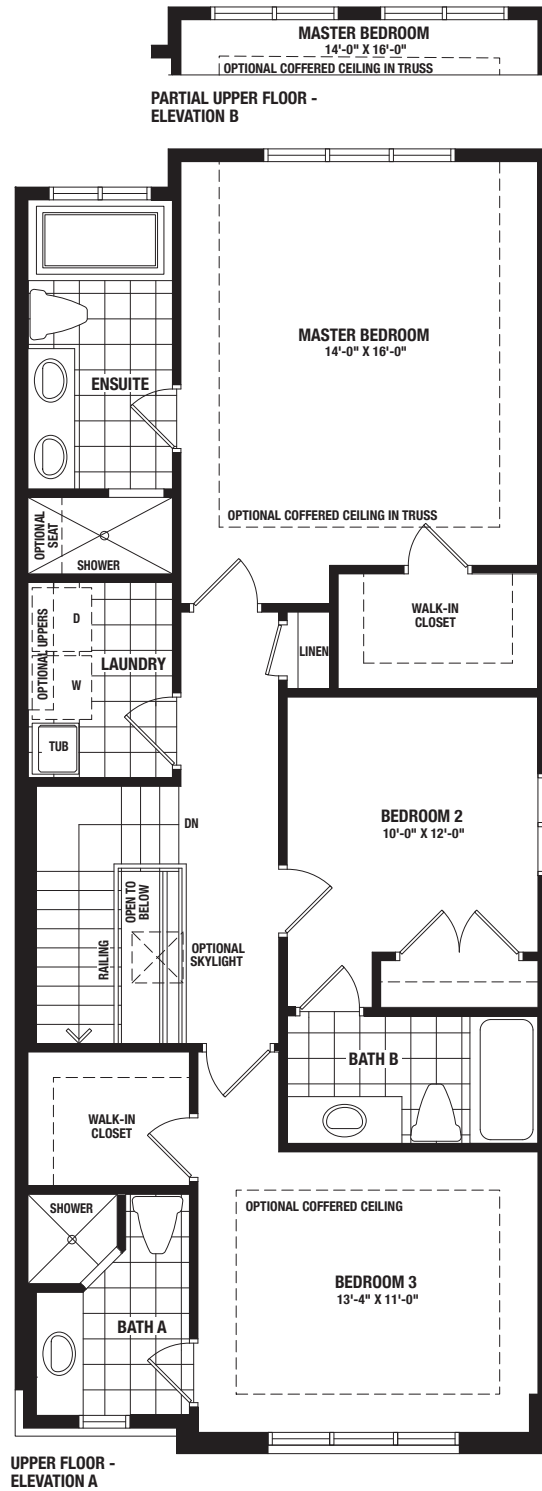 MASTER BEDROOM
14'-0" X 16'-0"
OPTIONAL COFFERED CEILING IN TRUSS
PARTIAL UPPER FLOOR -
ELEVATION B
MASTER BEDROOM
14'-0" X 16'-0"
ENSUITE
OPTIONAL COFFERED CEILING IN TRUSS
OPTIONAL
SEAT
SHOWER
WALK-IN
CLOSET
OPTIONAL UPPERS
D
LAUNDRY
W
LINEN
TUB
BEDROOM 2
10'-0" X 12'-0"
DN
OPEN TO
BELOW
RAILING
OPTIONAL
SKYLIGHT
BATH B
WALK-IN
CLOSET
SHOWER
OPTIONAL COFFERED CEILING
BEDROOM 3
13'-4" X 11'-0"
BATH A
UPPER FLOOR -
ELEVATION A